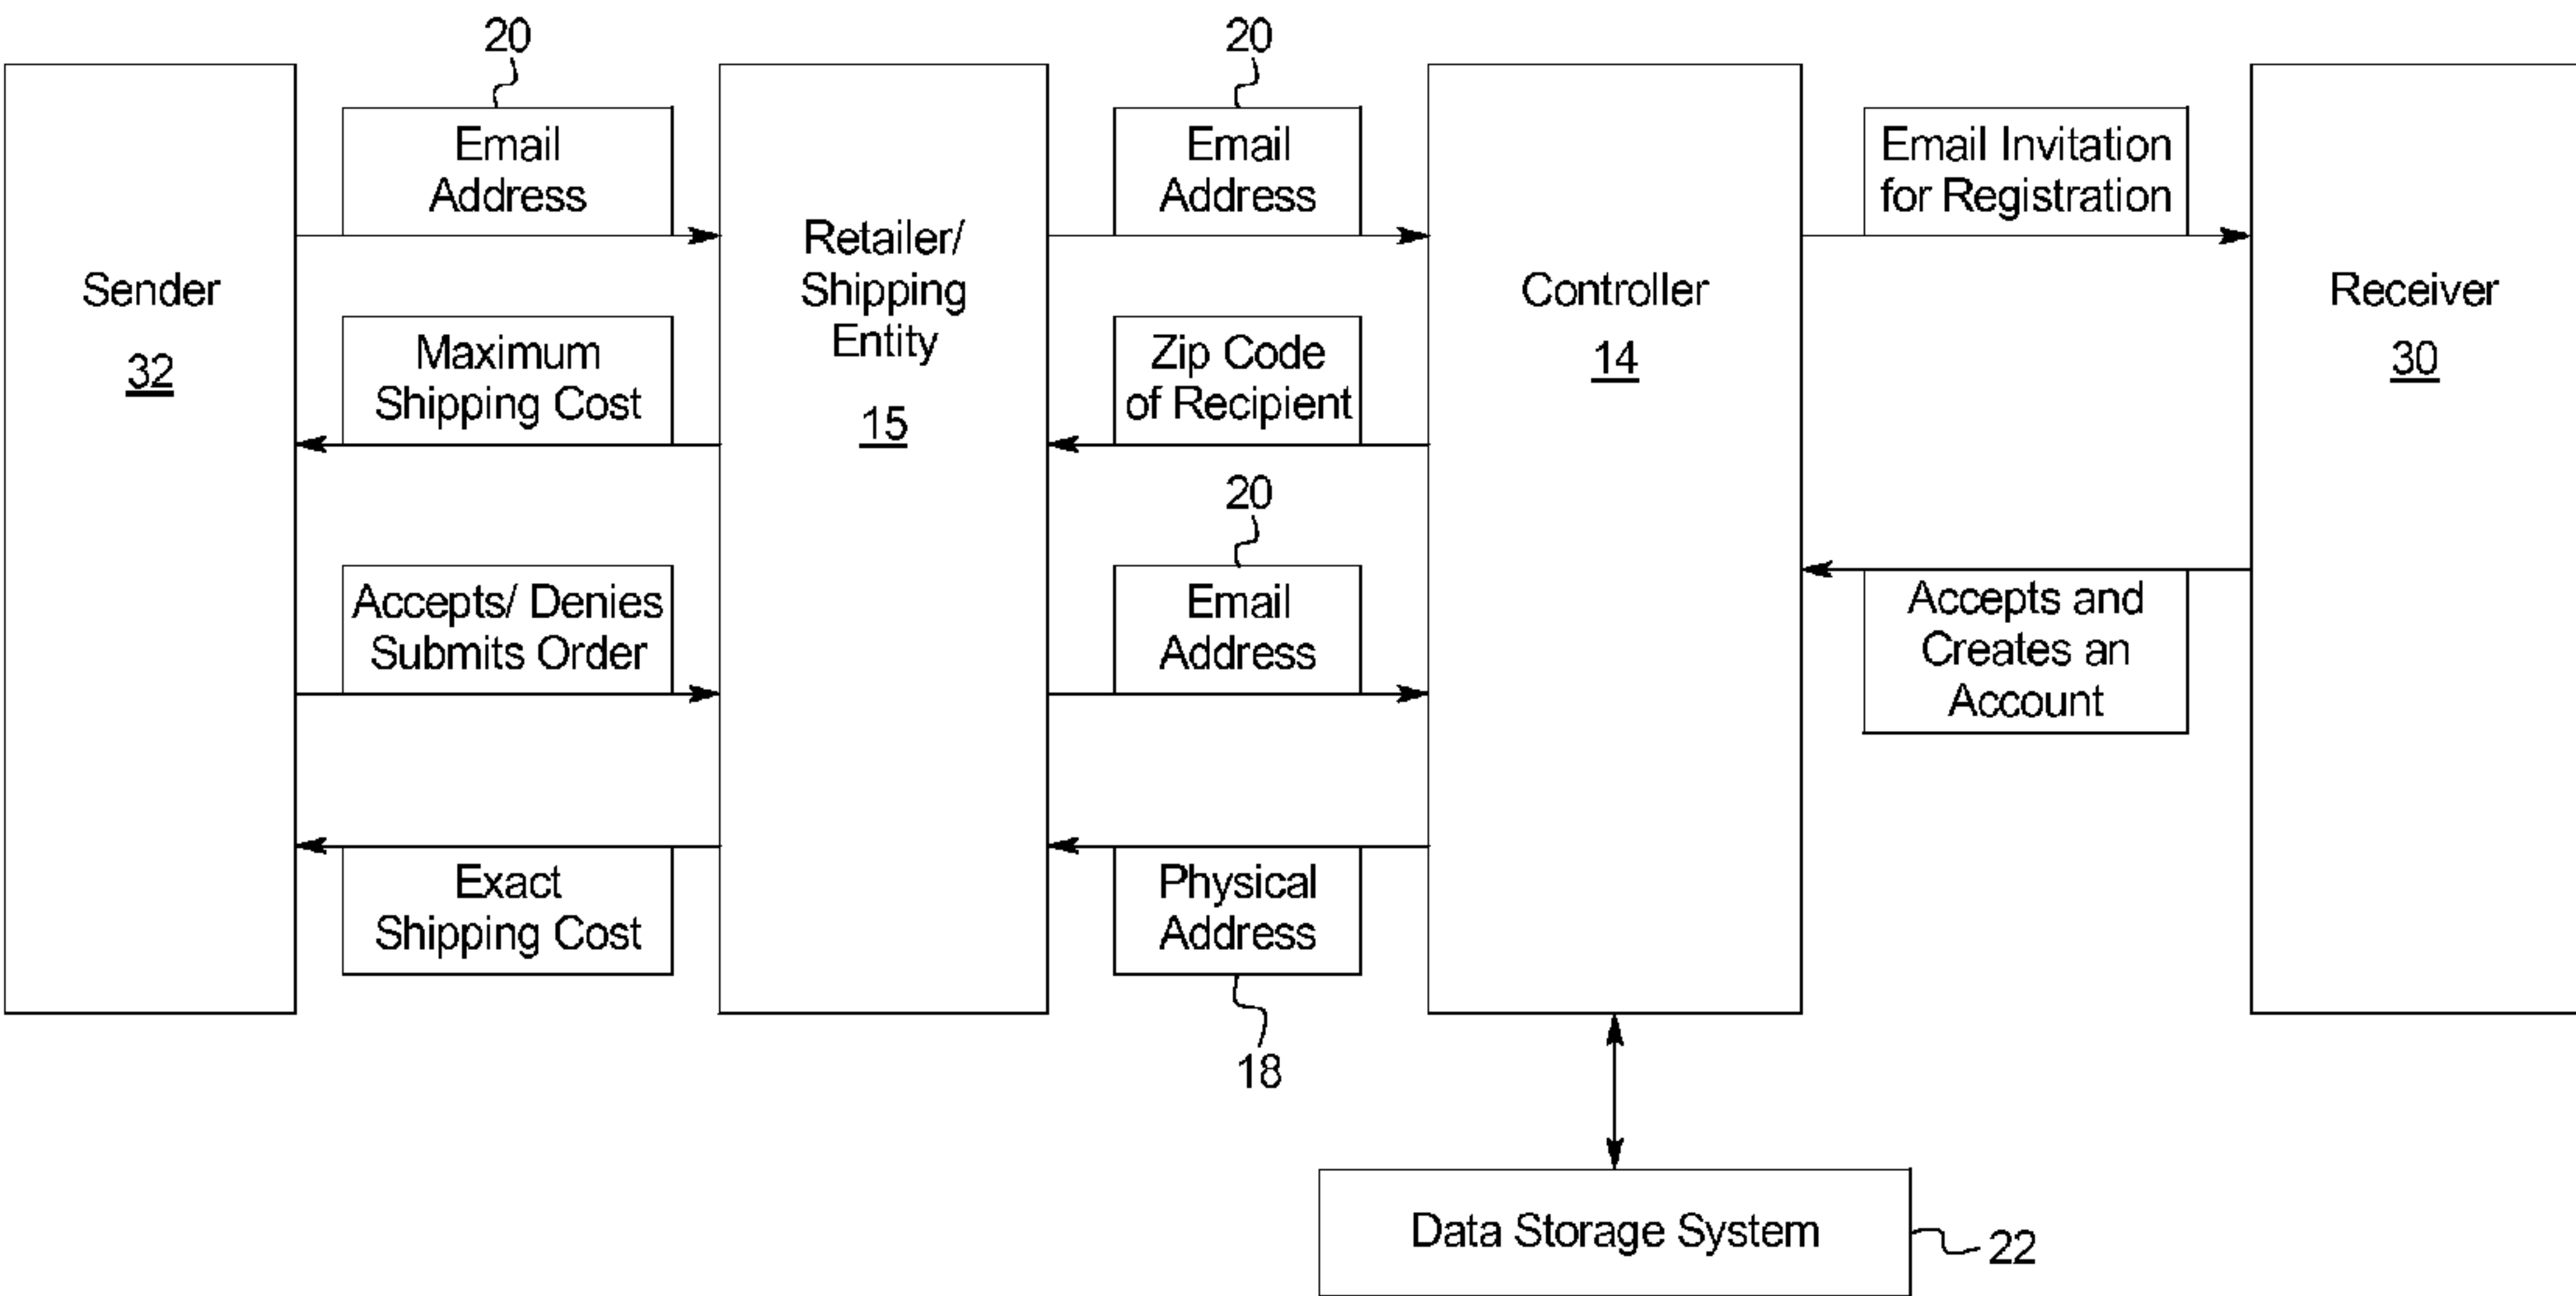 20
20
Email
Address
Email
Address
Email Invitation
for Registration
Sender
32
Retailer/
Shipping
Entity
15
Controller
14
Receiver
30
Maximum
Shipping Cost
Zip Code
of Recipient
20
Accepts/ Denies
Submits Order
Email
Address
Accepts and
Creates an
Account
Exact
Shipping Cost
Physical
Address
18
Data Storage System
22